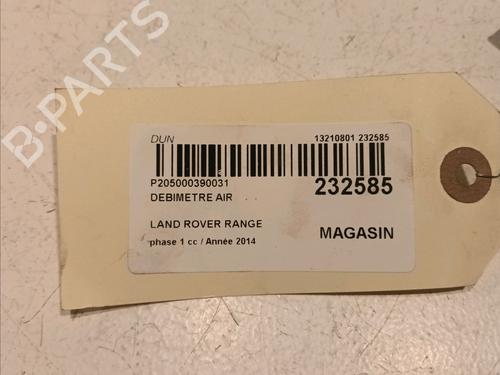 B-PARTS
DUN
13210801 232585
P205000390031
232585
DEBIMETRE AIR
LAND ROVER RANGE
MAGASIN
phase 1 cc / Année 2014